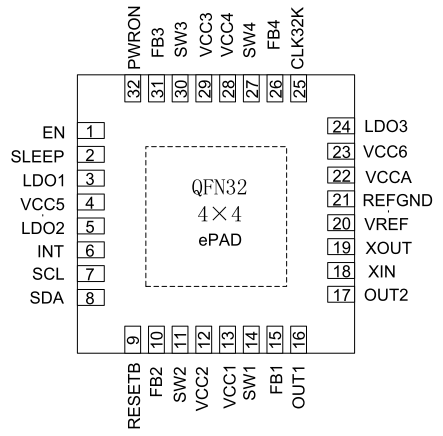 PWRON FB3 SW3 VCC3 VCC4 SW4 FB4 CLK32K
32 31 30 29 28 27 26 25
EN 1
SLEEP 2
LDO1 3
VCC5 4
LDO2 5
INT 6
SCL 7
SDA 8
QFN32
4×4
ePAD
24 LDO3
23 VCC6
22 VCCA
21 REFGND
20 VREF
19 XOUT
18 XIN
17 OUT2
9 10 11 12 13 14 15 16
RESETB FB2 SW2 VCC2 VCC1 SW1 FB1 OUT1